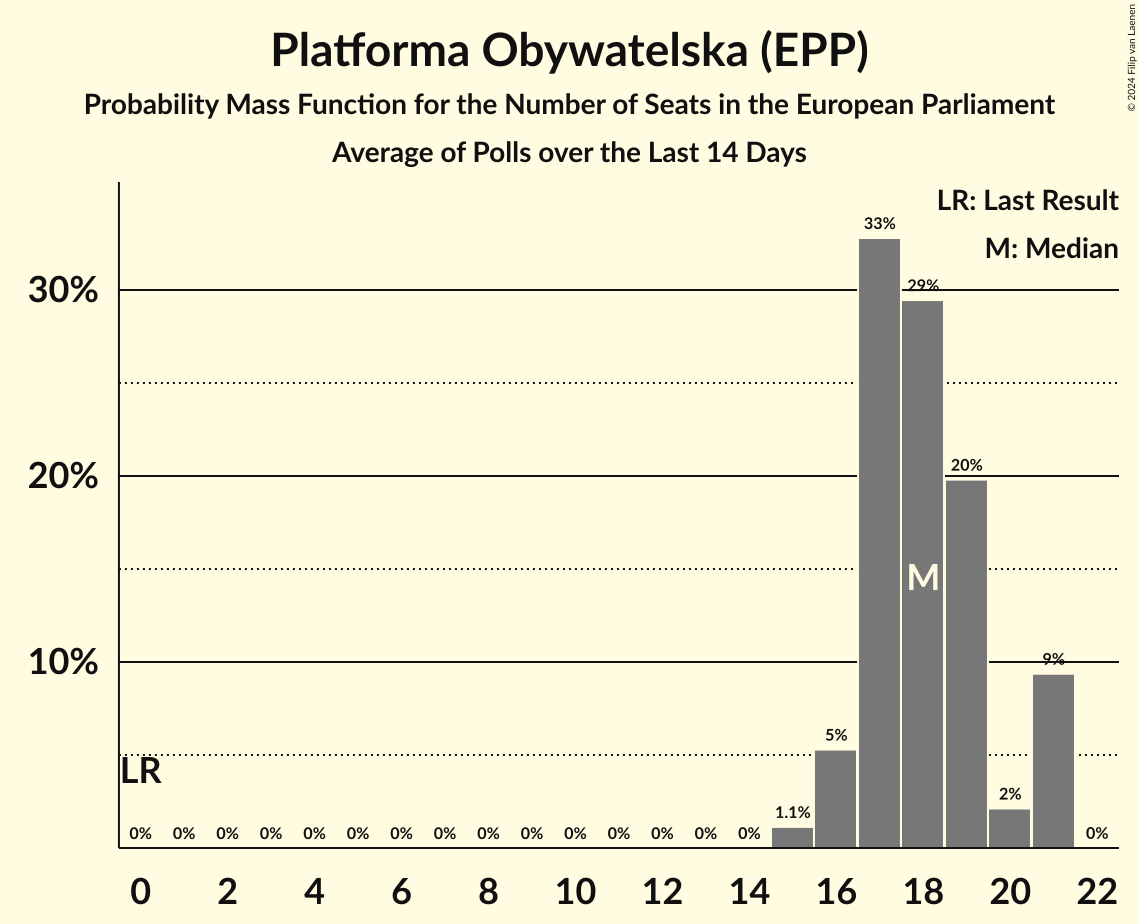 Platforma Obywatelska (EPP)
Probability Mass Function for the Number of Seats in the European Parliament
Average of Polls over the Last 14 Days
© 2024 Filip van Laenen
LR: Last Result
M: Median
33%
30%
29%
20%
20%
M
10%
9%
5%
LR
2%
1.1%
0% 0% 0% 0% 0% 0% 0% 0% 0% 0% 0% 0% 0% 0% 0% 0%
0 2 4 6 8 10 12 14 16 18 20 22